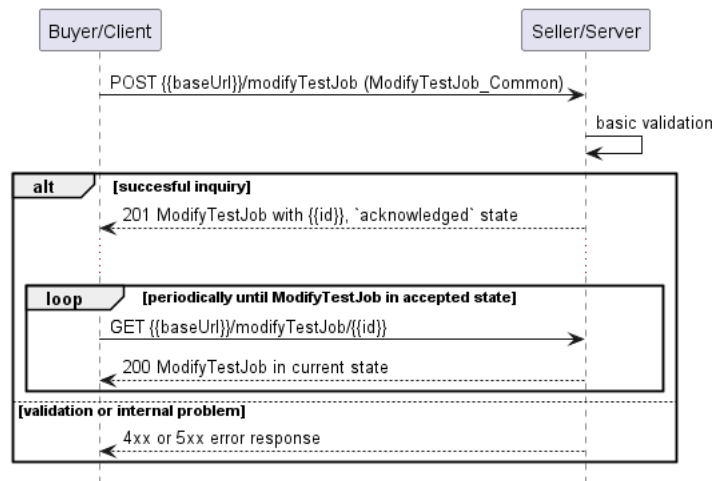 Buyer/Client
Seller/Server
POST {{baseUrl}}/modifyTestJob (ModifyTestJob_Common)
basic validation
alt
[succesful inquiry]
201 ModifyTestJob with {{id}}, `acknowledged` state
loop
[periodically until ModifyTestJob in accepted state]
GET {{baseUrl}}/modifyTestJob/{{id}}
200 ModifyTestJob in current state
[validation or internal problem]
4xx or 5xx error response